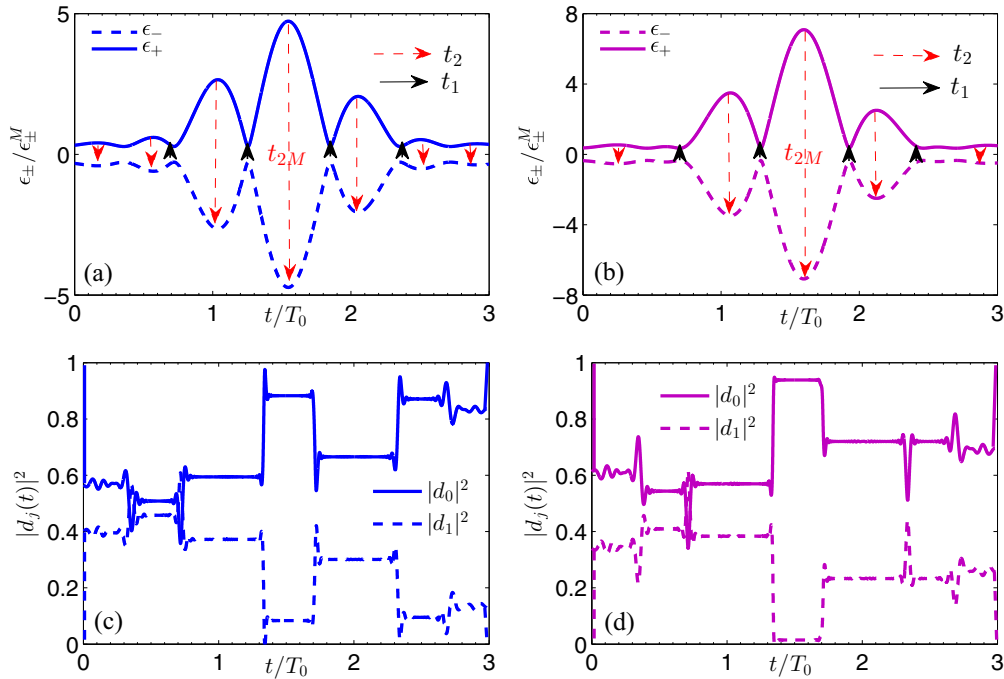 (a)
ϵ₋
ϵ₊
t₂
t₁
t₂M
5
0
−5
ϵ±/ϵ±^M
0 1 2 3
t/T₀
(b)
ϵ₋
ϵ₊
t₂
t₁
t₂M
8
4
0
−4
−8
ϵ±/ϵ±^M
0 1 2 3
t/T₀
(c)
|d₀|²
|d₁|²
1
0.8
0.6
0.4
0.2
0
|dⱼ(t)|²
0 1 2 3
t/T₀
(d)
|d₀|²
|d₁|²
1
0.8
0.6
0.4
0.2
0
|dⱼ(t)|²
0 1 2 3
t/T₀